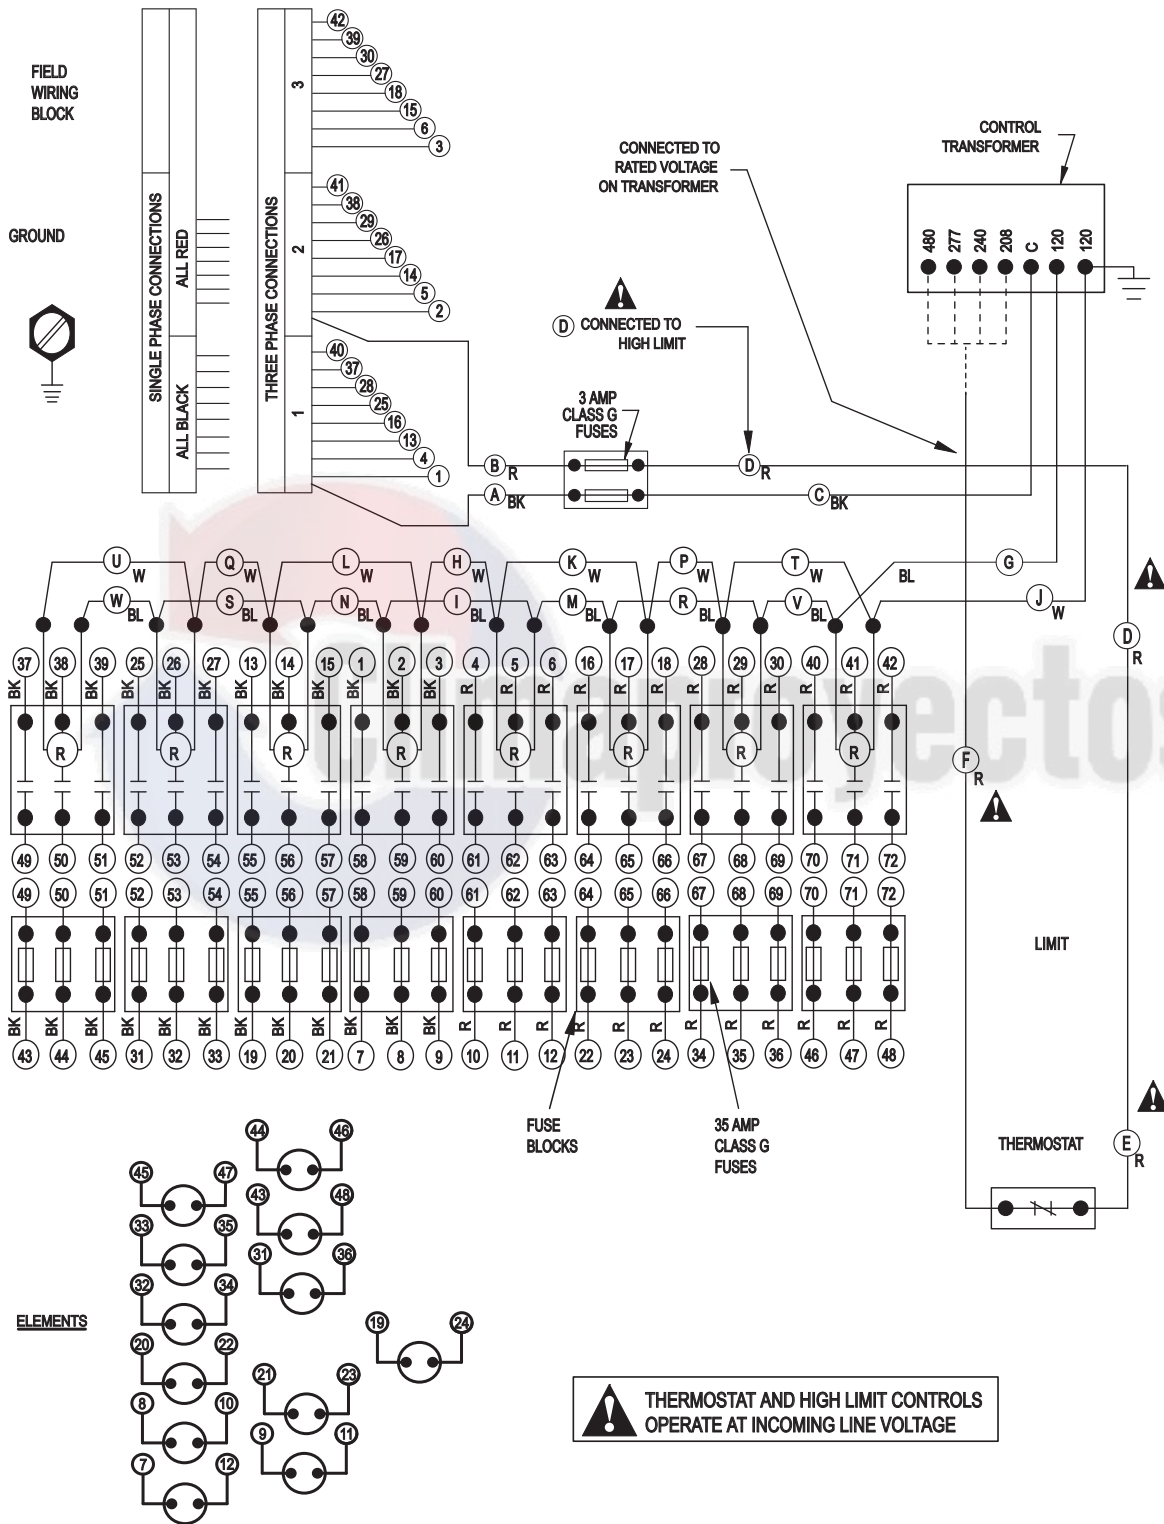 FIELD
WIRING
BLOCK
GROUND
SINGLE PHASE CONNECTIONS
ALL RED
ALL BLACK
THREE PHASE CONNECTIONS
3
42
39
30
27
18
15
6
3
2
41
38
29
26
17
14
5
2
1
40
37
28
25
16
13
4
1
CONNECTED TO
RATED VOLTAGE
ON TRANSFORMER
CONTROL
TRANSFORMER
480 277 240 208 C 120 120
D CONNECTED TO
HIGH LIMIT
3 AMP
CLASS G
FUSES
B R D R
A BK C BK
U W Q W L W H W K W P W T W BL G
W BL S BL N BL I BL M BL R BL V BL J W
D R
37 38 39 25 26 27 13 14 15 1 2 3 4 5 6 16 17 18 28 29 30 40 41 42
BK BK BK BK BK BK BK BK BK BK BK BK R R R R R R R R R R R R
R R R R R R R R
F R
Climaproyectos
49 50 51 52 53 54 55 56 57 58 59 60 61 62 63 64 65 66 67 68 69 70 71 72
49 50 51 52 53 54 55 56 57 58 59 60 61 62 63 64 65 66 67 68 69 70 71 72
LIMIT
BK BK BK BK BK BK BK BK BK BK BK BK R R R R R R R R R R R R
43 44 45 31 32 33 19 20 21 7 8 9 10 11 12 22 23 24 34 35 36 46 47 48
FUSE
BLOCKS
35 AMP
CLASS G
FUSES
THERMOSTAT
E R
ELEMENTS
44 46
45 47
43 48
33 35
31 36
32 34
19 24
20 22
21 23
8 10
9 11
7 12
THERMOSTAT AND HIGH LIMIT CONTROLS
OPERATE AT INCOMING LINE VOLTAGE